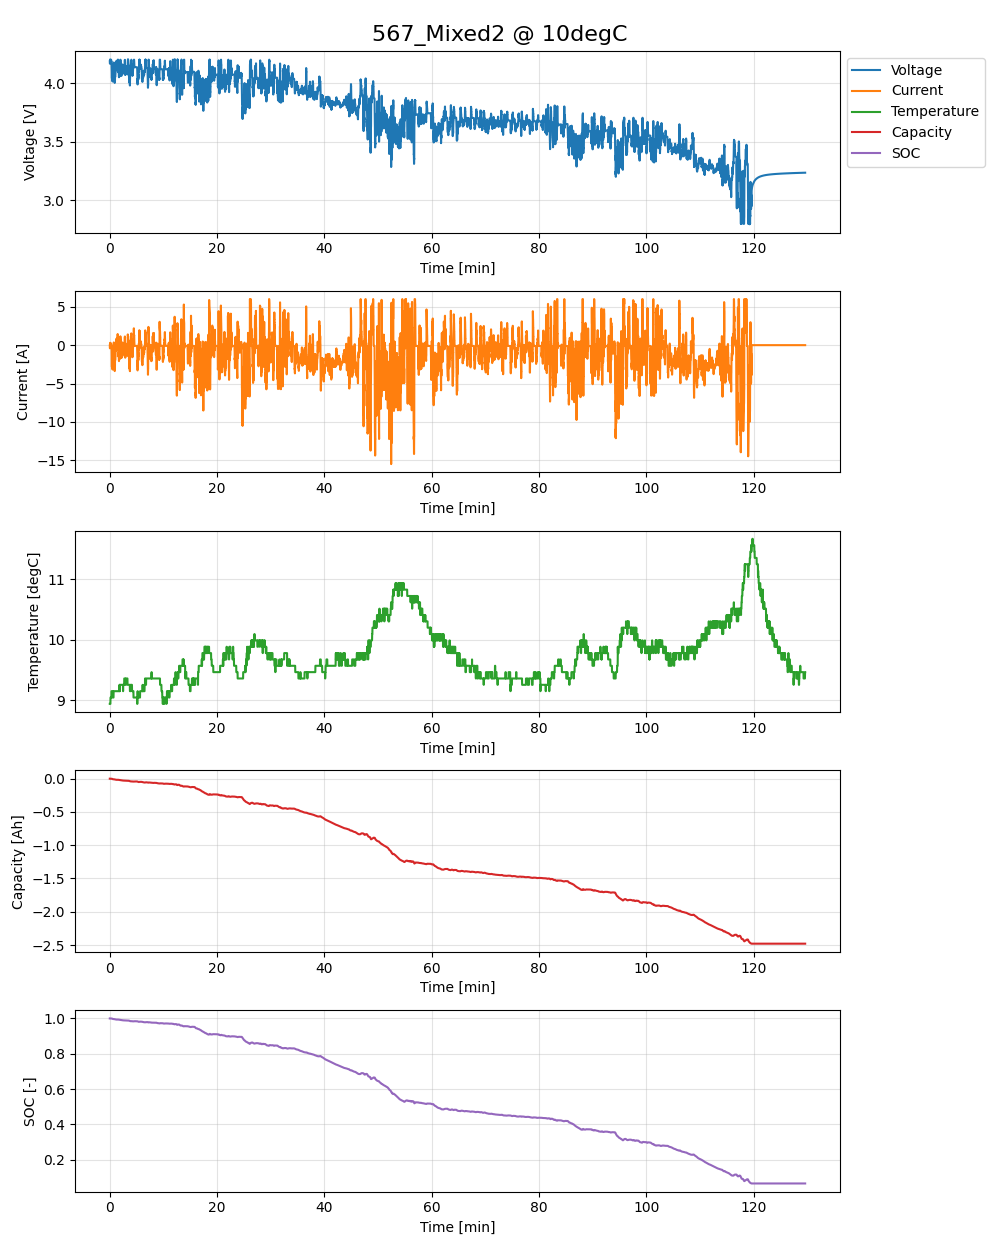 567_Mixed2 @ 10degC
Voltage
Current
Temperature
Capacity
SOC
Voltage [V]
4.0
3.5
3.0
0 20 40 60 80 100 120
Time [min]
Current [A]
5
0
−5
−10
−15
0 20 40 60 80 100 120
Time [min]
Temperature [degC]
11
10
9
0 20 40 60 80 100 120
Time [min]
Capacity [Ah]
0.0
−0.5
−1.0
−1.5
−2.0
−2.5
0 20 40 60 80 100 120
Time [min]
SOC [-]
1.0
0.8
0.6
0.4
0.2
0 20 40 60 80 100 120
Time [min]